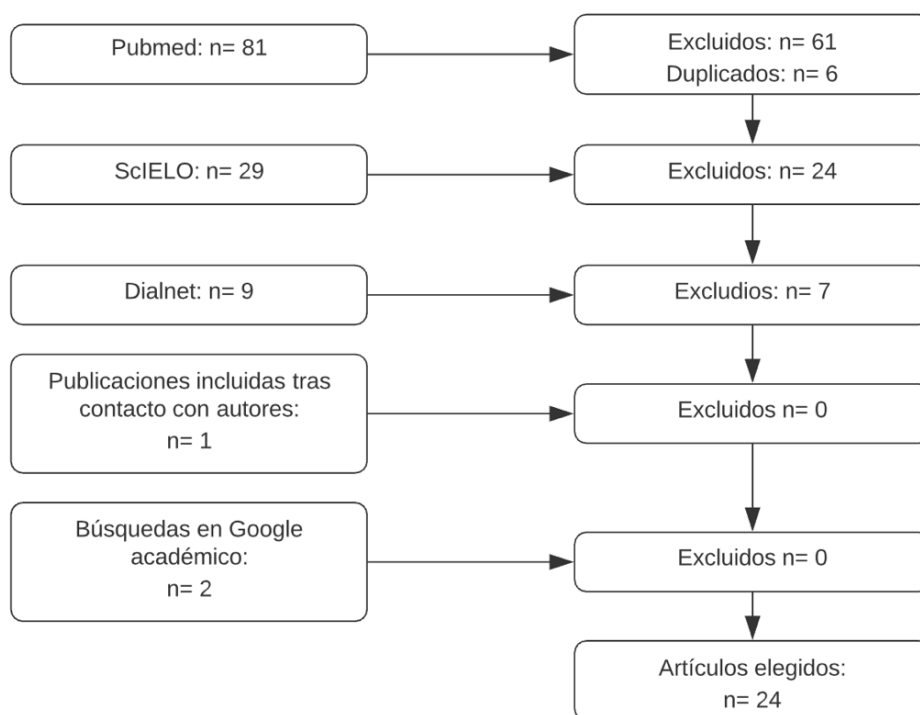 Pubmed: n= 81
Excluidos: n= 61
Duplicados: n= 6
ScIELO: n= 29
Excluidos: n= 24
Dialnet: n= 9
Excludios: n= 7
Publicaciones incluidas tras
contacto con autores:
n= 1
Excluidos n= 0
Búsquedas en Google
académico:
n= 2
Excluidos n= 0
Artículos elegidos:
n= 24